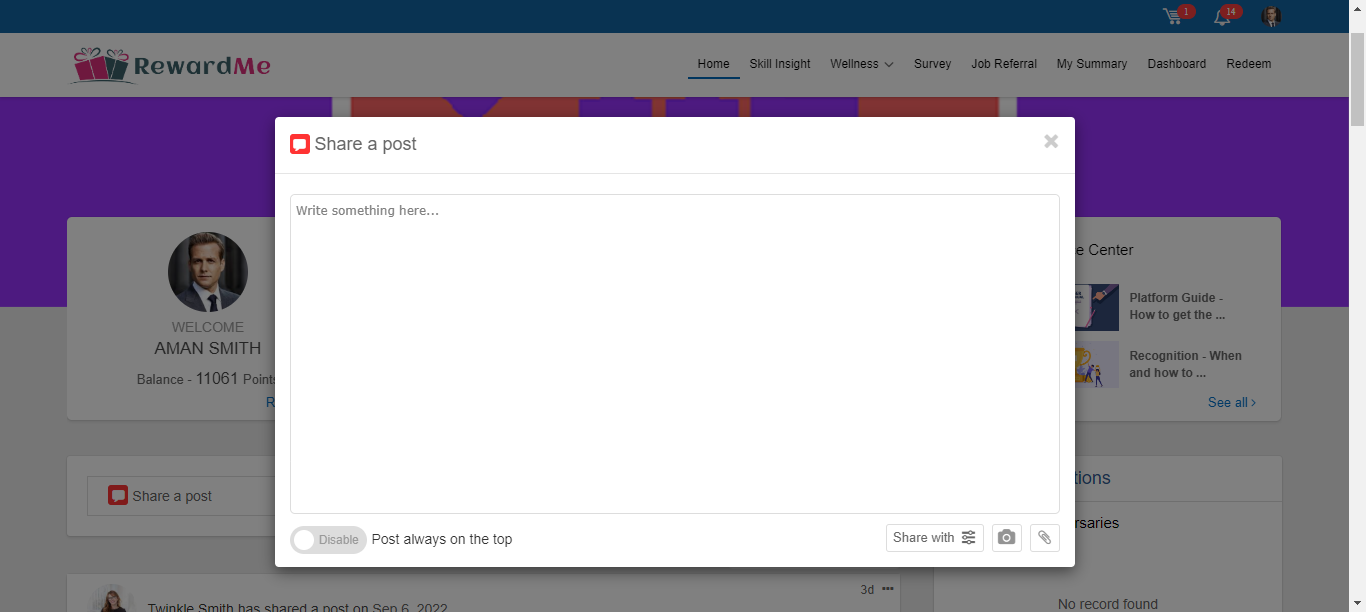 1
14
RewardMe
Home
Skill Insight
Wellness
Survey
Job Referral
My Summary
Dashboard
Redeem
Share a post
Write something here...
Disable
Post always on the top
Share with
WELCOME
AMAN SMITH
Balance - 11061 Points
R
e Center
Platform Guide -
How to get the ...
Recognition - When
and how to ...
See all
Share a post
tions
rsaries
No record found
3d
Twinkle Smith has shared a post on Sep 6, 2022